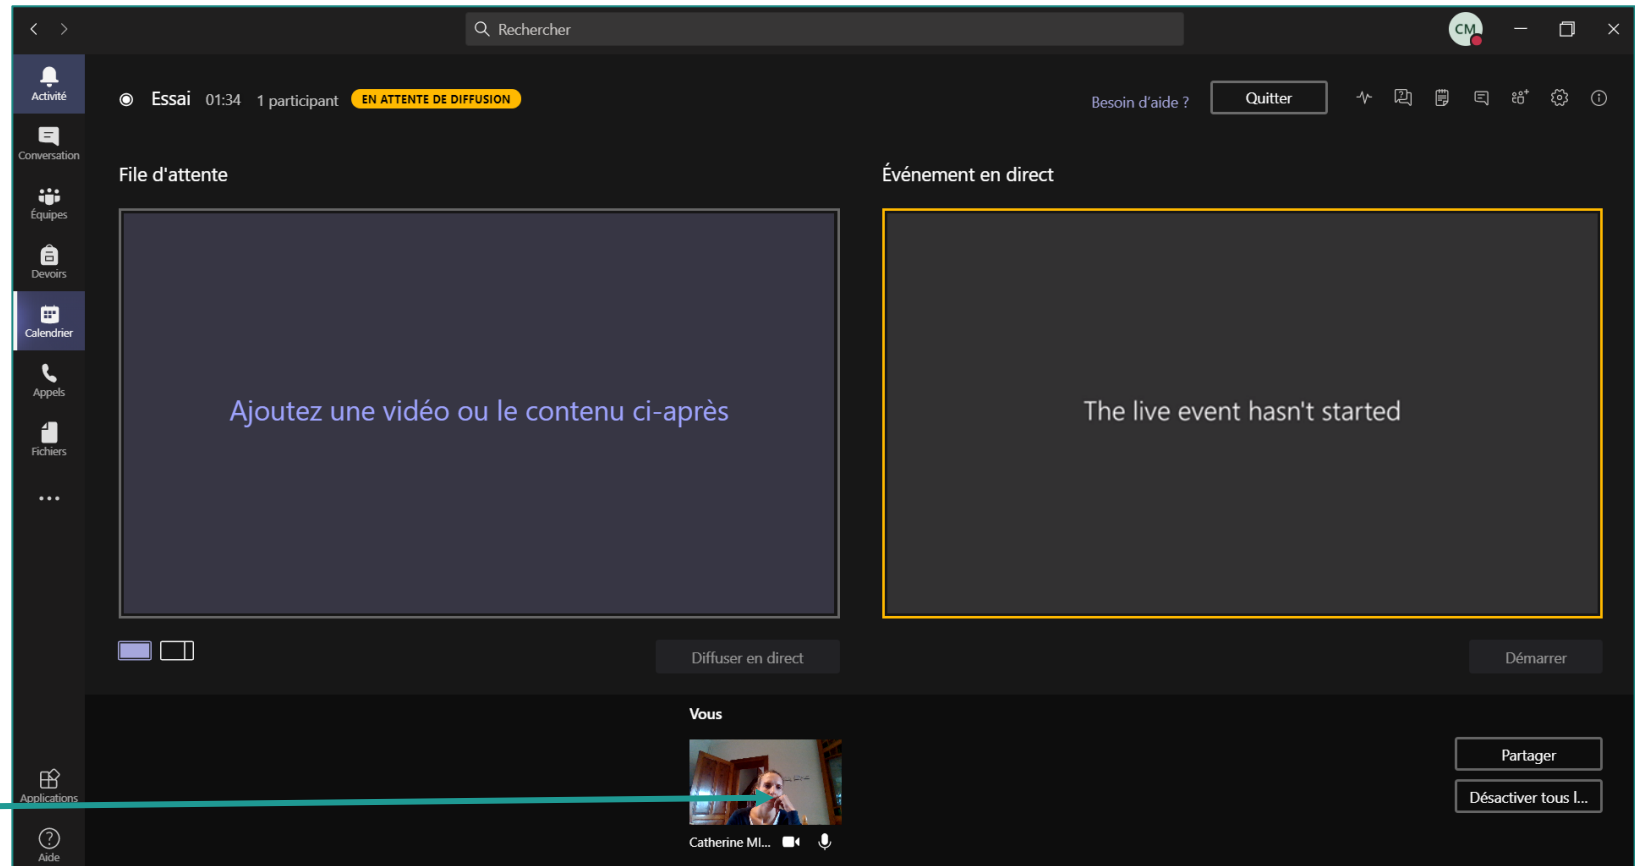 Rechercher
CM
Activité
Essai 01:34 1 participant EN ATTENTE DE DIFFUSION
Besoin d'aide ? Quitter
Conversation
Équipes
Devoirs
Calendrier
Appels
Fichiers
Applications
Aide
File d'attente
Ajoutez une vidéo ou le contenu ci-après
Diffuser en direct
Événement en direct
The live event hasn't started
Démarrer
Vous
Catherine MI...
Partager
Désactiver tous l...